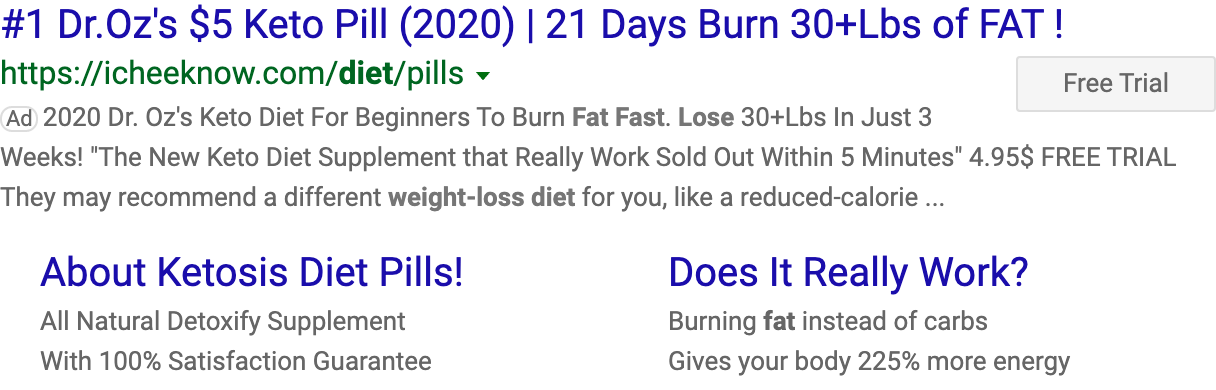 #1 Dr.Oz's $5 Keto Pill (2020) | 21 Days Burn 30+Lbs of FAT !
https://icheeknow.com/diet/pills
Free Trial
Ad 2020 Dr. Oz's Keto Diet For Beginners To Burn Fat Fast. Lose 30+Lbs In Just 3
Weeks! "The New Keto Diet Supplement that Really Work Sold Out Within 5 Minutes" 4.95$ FREE TRIAL
They may recommend a different weight-loss diet for you, like a reduced-calorie ...
About Ketosis Diet Pills!
All Natural Detoxify Supplement
With 100% Satisfaction Guarantee
Does It Really Work?
Burning fat instead of carbs
Gives your body 225% more energy